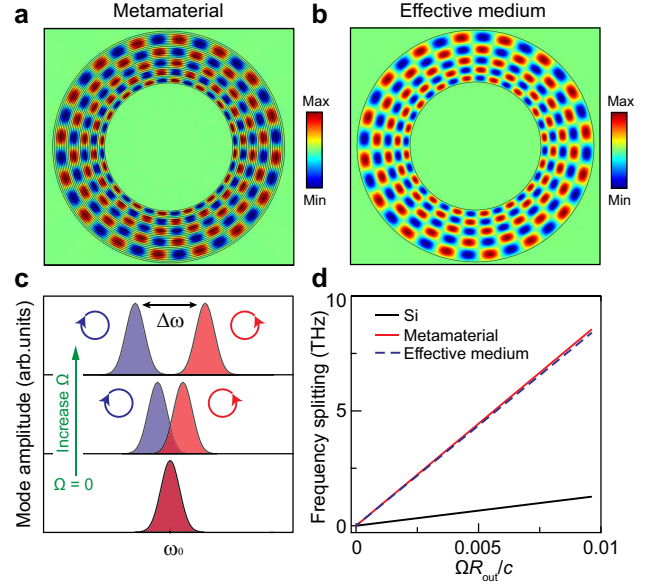 a
Metamaterial
Max
Min
b
Effective medium
Max
Min
c
Mode amplitude (arb.units)
Increase Ω
Ω = 0
Δω
ω₀
d
Frequency splitting (THz)
10
5
0
Si
Metamaterial
Effective medium
0
0.005
0.01
ΩR_out/c